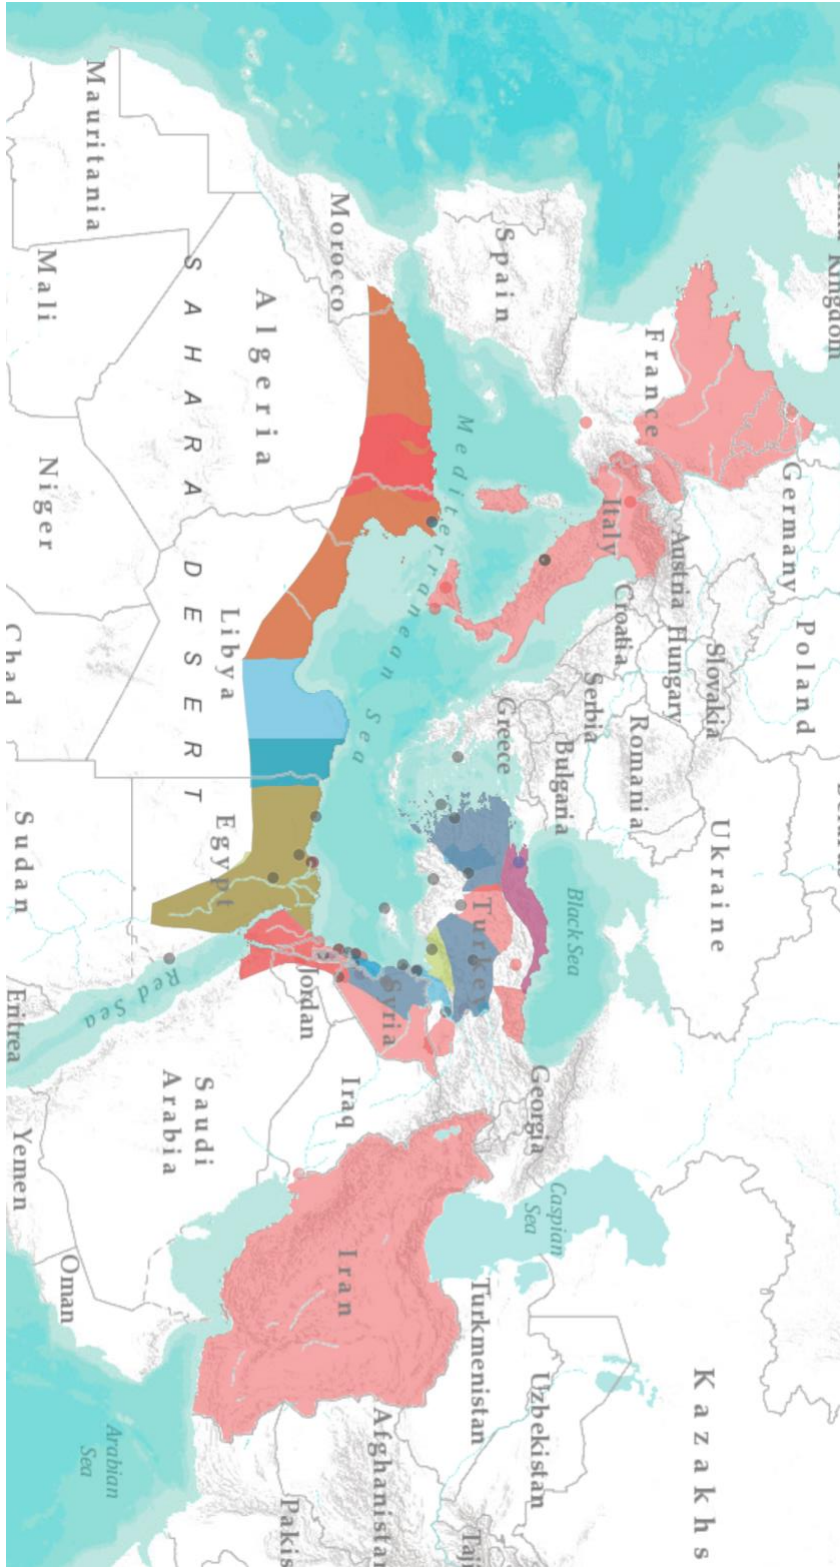 Kingdom
Germany
Poland
France
Austria
Slovakia
Hungary
Ukraine
Kazakhs
Italy
Croatia
Serbia
Romania
Spain
Bulgaria
Greece
Black Sea
Georgia
Caspian
Sea
Uzbekistan
Turkmenistan
Turkey
Mediterranean Sea
Morocco
Algeria
Syria
Iraq
Iran
Afghanistan
Taji
Pakis
Libya
Egypt
Jordan
SAHARA DESERT
Saudi
Arabia
Red Sea
Mauritania
Mali
Niger
Chad
Sudan
Eritrea
Yemen
Oman
Arabian
Sea